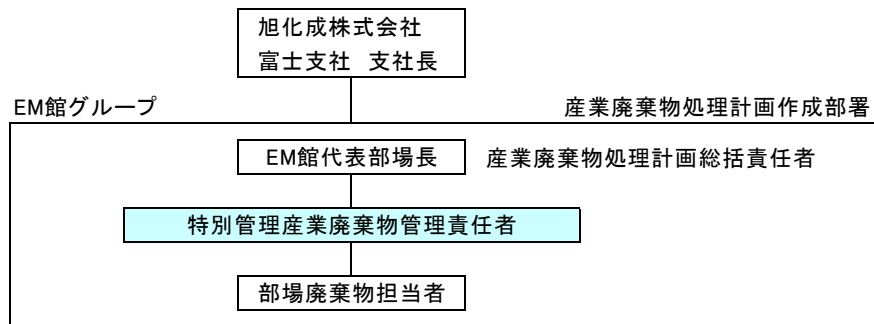 旭化成株式会社
富士支社 支社長
EM館グループ
産業廃棄物処理計画作成部署
EM館代表部場長
産業廃棄物処理計画総括責任者
特別管理産業廃棄物管理責任者
部場廃棄物担当者